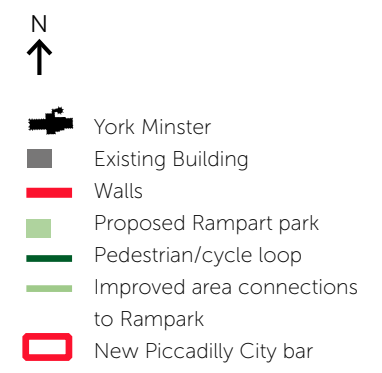 N
York Minster
Existing Building
Walls
Proposed Rampart park
Pedestrian/cycle loop
Improved area connections
to Rampark
New Piccadilly City bar